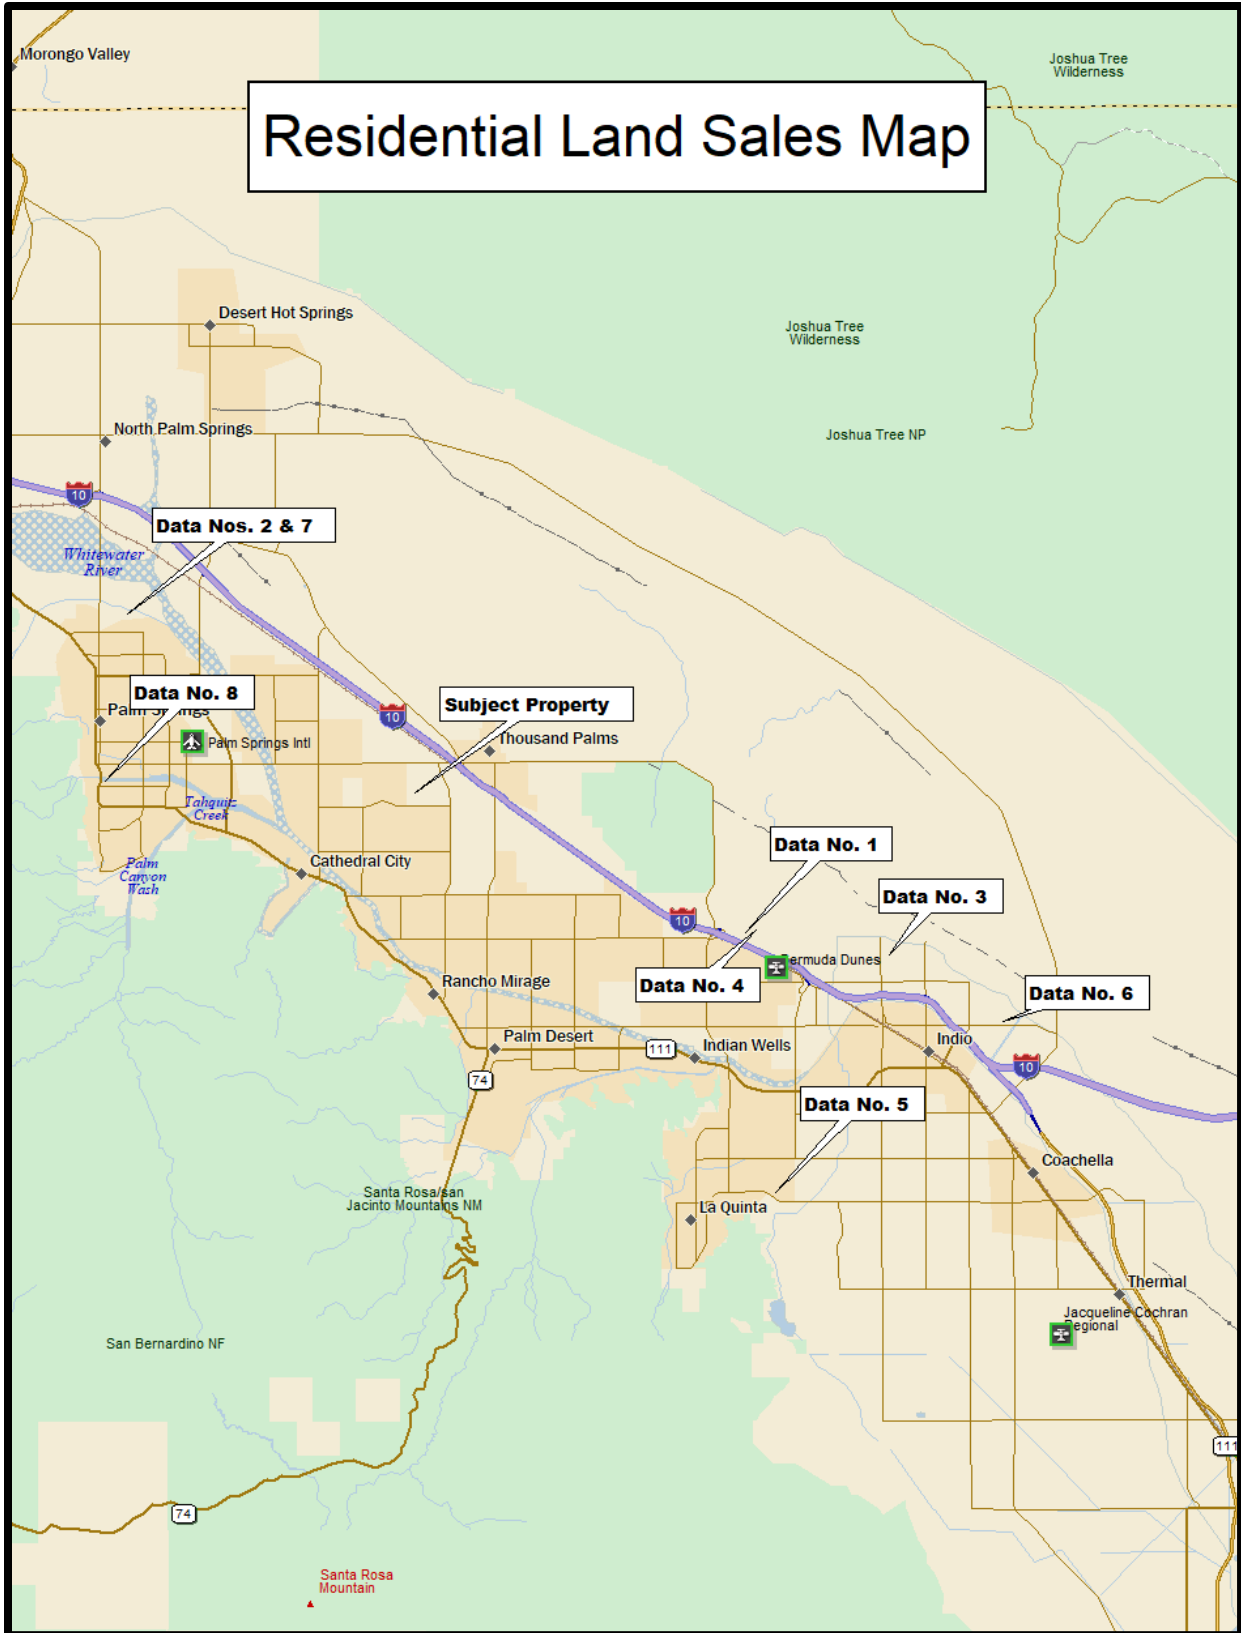 Morongo Valley
Joshua Tree
Wilderness
Residential Land Sales Map
Desert Hot Springs
Joshua Tree
Wilderness
North Palm Springs
Joshua Tree NP
10
Data Nos. 2 & 7
Whitewater
River
Data No. 8
Subject Property
Palm Springs
10
Palm Springs Intl
Thousand Palms
Tahquitz
Creek
Data No. 1
Cathedral City
Palm
Canyon
Wash
Data No. 3
10
Bermuda Dunes
Rancho Mirage
Data No. 4
Data No. 6
Palm Desert
111
Indian Wells
Indio
10
74
Data No. 5
Coachella
Santa Rosa/san
Jacinto Mountains NM
La Quinta
Thermal
Jacqueline Cochran
Regional
San Bernardino NF
111
74
Santa Rosa
Mountain